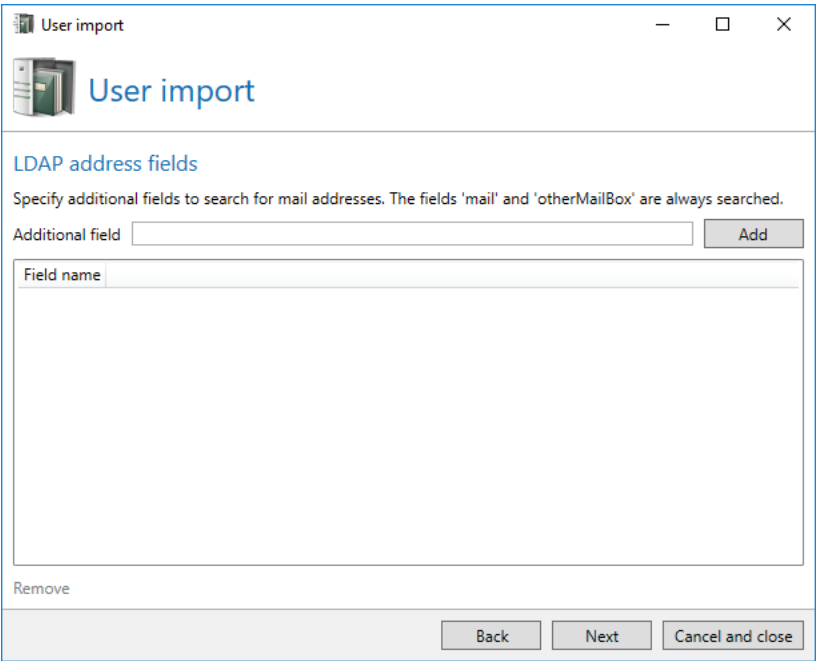 User import
User import
LDAP address fields
Specify additional fields to search for mail addresses. The fields 'mail' and 'otherMailBox' are always searched.
Additional field Add
Field name
Remove
Back Next Cancel and close